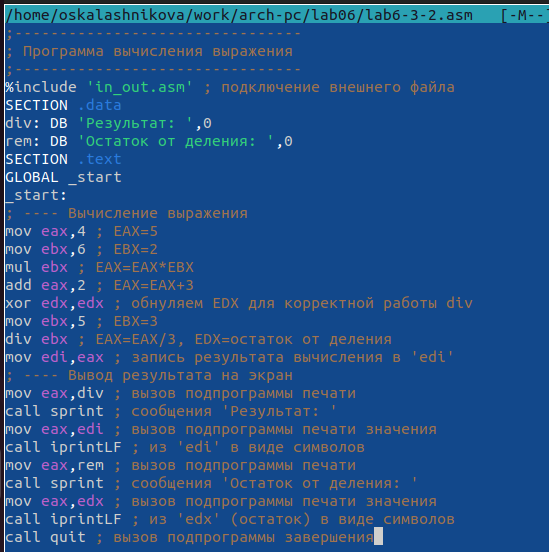 /home/oskalashnikova/work/arch-pc/lab06/lab6-3-2.asm [-M--]
;--------------------------------
; Программа вычисления выражения
;--------------------------------
%include 'in_out.asm' ; подключение внешнего файла
SECTION .data
div: DB 'Результат: ',0
rem: DB 'Остаток от деления: ',0
SECTION .text
GLOBAL _start
_start:
; ---- Вычисление выражения
mov eax,4 ; EAX=5
mov ebx,6 ; EBX=2
mul ebx ; EAX=EAX*EBX
add eax,2 ; EAX=EAX+3
xor edx,edx ; обнуляем EDX для корректной работы div
mov ebx,5 ; EBX=3
div ebx ; EAX=EAX/3, EDX=остаток от деления
mov edi,eax ; запись результата вычисления в 'edi'
; ---- Вывод результата на экран
mov eax,div ; вызов подпрограммы печати
call sprint ; сообщения 'Результат: '
mov eax,edi ; вызов подпрограммы печати значения
call iprintLF ; из 'edi' в виде символов
mov eax,rem ; вызов подпрограммы печати
call sprint ; сообщения 'Остаток от деления: '
mov eax,edx ; вызов подпрограммы печати значения
call iprintLF ; из 'edx' (остаток) в виде символов
call quit ; вызов подпрограммы завершения